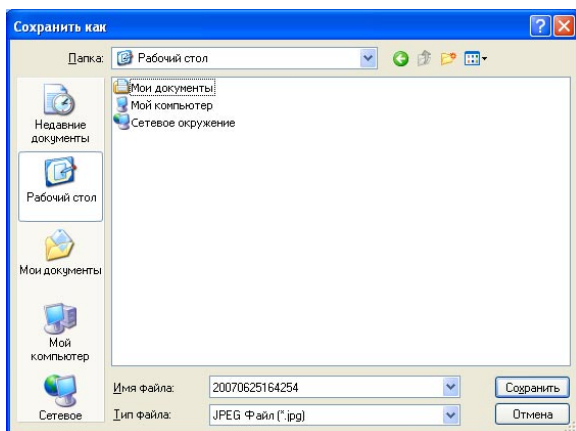 Сохранить как
Папка: Рабочий стол
Недавние документы
Рабочий стол
Мои документы
Мой компьютер
Сетевое
Мои документы
Мой компьютер
Сетевое окружение
Имя файла: 20070625164254 Сохранить
Тип файла: JPEG Файл (*.jpg) Отмена